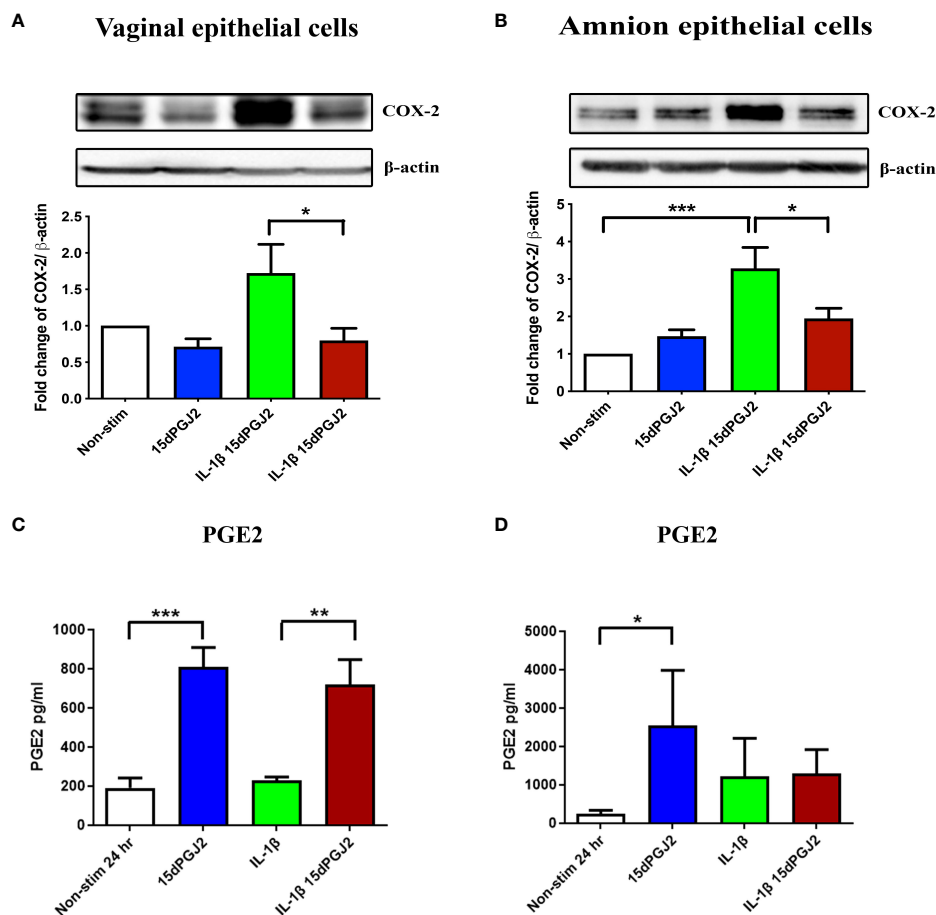 A
Vaginal epithelial cells
COX-2
β-actin
Fold change of COX-2/ β-actin
2.5
2.0
1.5
1.0
0.5
0.0
*
Non-stim
15dPGJ2
IL-1β 15dPGJ2
IL-1β 15dPGJ2
B
Amnion epithelial cells
COX-2
β-actin
Fold change of COX-2/ β-actin
5
4
3
2
1
0
***
*
Non-stim
15dPGJ2
IL-1β 15dPGJ2
IL-1β 15dPGJ2
C
PGE2
PGE2 pg/ml
1000
800
600
400
200
0
***
**
Non-stim 24 hr
15dPGJ2
IL-1β
IL-1β 15dPGJ2
D
PGE2
PGE2 pg/ml
5000
4000
3000
2000
1000
0
*
Non-stim 24 hr
15dPGJ2
IL-1β
IL-1β 15dPGJ2